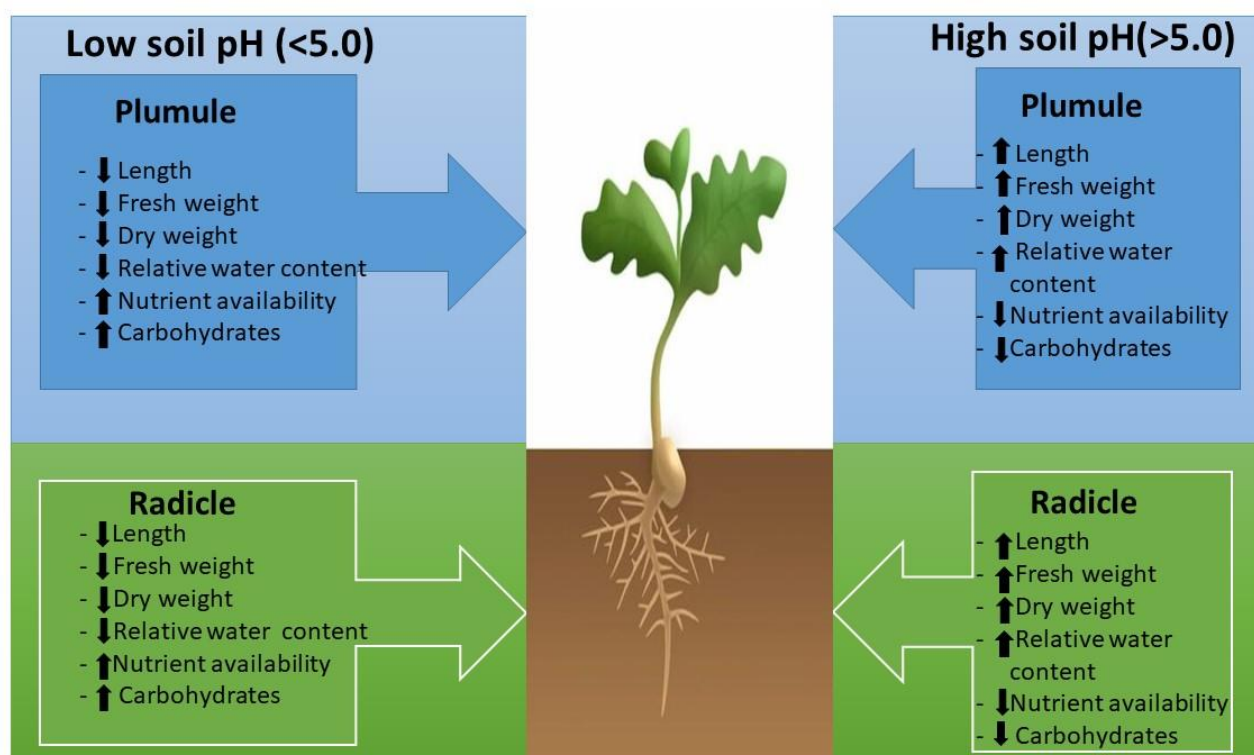 Low soil pH (<5.0)
Plumule
- ⬇ Length
- ⬇ Fresh weight
- ⬇ Dry weight
- ⬇ Relative water content
- ⬆ Nutrient availability
- ⬆ Carbohydrates
Radicle
- ⬇Length
- ⬇Fresh weight
- ⬇Dry weight
- ⬇Relative water content
- ⬆Nutrient availability
- ⬆ Carbohydrates
High soil pH(>5.0)
Plumule
- ⬆ Length
- ⬆ Fresh weight
- ⬆ Dry weight
- ⬆ Relative water
content
- ⬇Nutrient availability
- ⬇Carbohydrates
Radicle
- ⬆Length
- ⬆Fresh weight
- ⬆Dry weight
- ⬆Relative water
content
- ⬇Nutrient availability
- ⬇ Carbohydrates